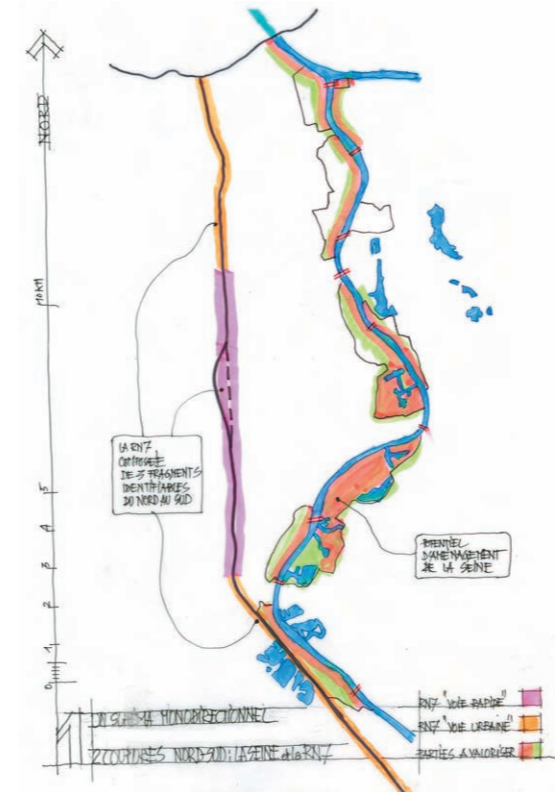 NORD
10 KM
5
4
3
2
1
0
LA RN7
COMPOSÉE
DE 3 FRAGMENTS
IDENTIFIABLES
DU NORD AU SUD
POTENTIEL
D'AMÉNAGEMENT
DE LA SEINE
UN SCHÉMA MONODIRECTIONNEL
2 COUPURES NORD-SUD : LA SEINE et la RN7
RN7 "VOIE RAPIDE"
RN7 "VOIE URBAINE"
PARTIES A VALORISER